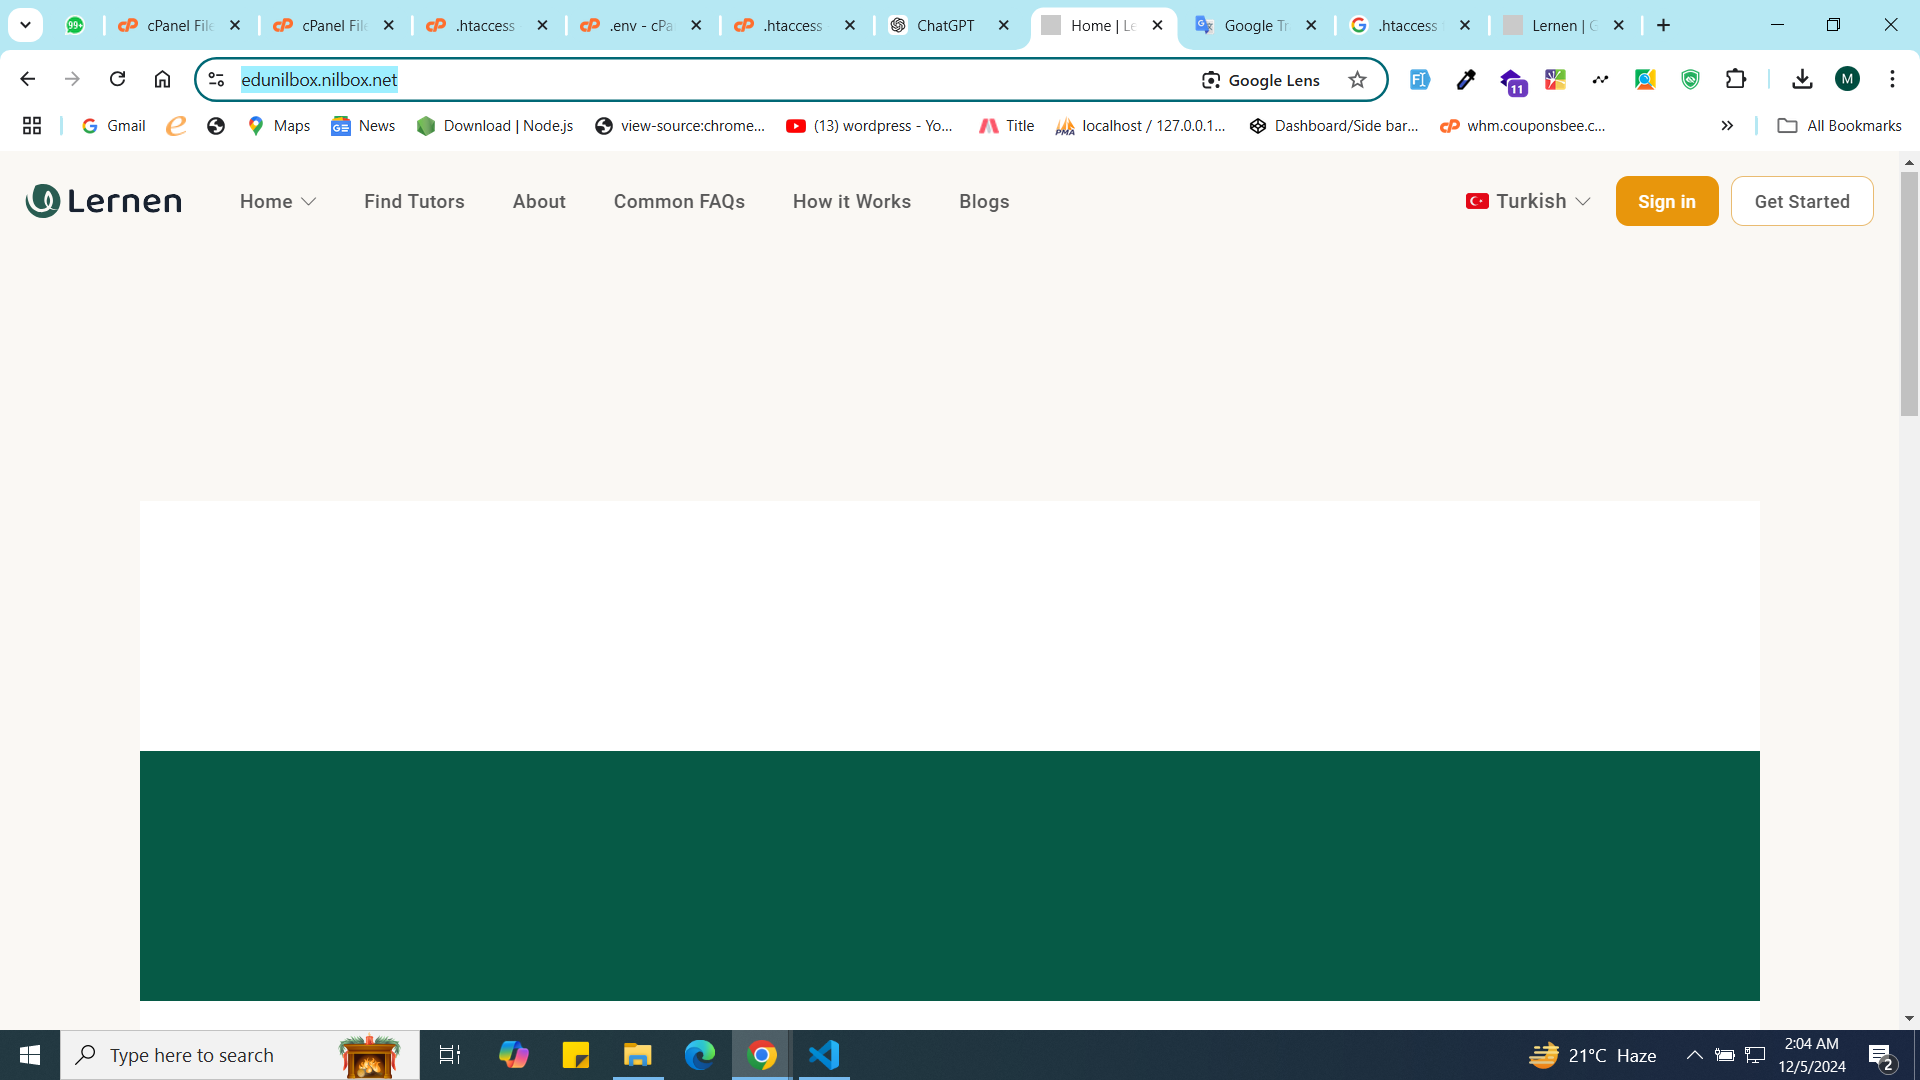 cPanel File
cPanel File
.htaccess
.env - cPa
.htaccess
ChatGPT
Home | Le
Google Tr
.htaccess
Lernen | G
edunilbox.nilbox.net
Google Lens
11
M
Gmail
Maps
News
Download | Node.js
view-source:chrome...
(13) wordpress - Yo...
Title
PMA
localhost / 127.0.0.1...
Dashboard/Side bar...
whm.couponsbee.c...
All Bookmarks
Lernen
Home
Find Tutors
About
Common FAQs
How it Works
Blogs
Turkish
Sign in
Get Started
Type here to search
21°C Haze
2:04 AM
12/5/2024
2